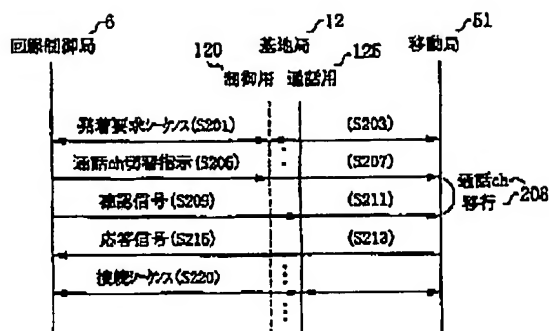 6 12 51
回線制御局 基地局 移動局
120 125
制御用 通話用
発着要求シーケンス(S201) (S203)
通話ch切替指示(S205) (S207)
通話chへ
移行 208
確認信号(S209) (S211)
応答信号(S215) (S213)
接続シーケンス(S220)